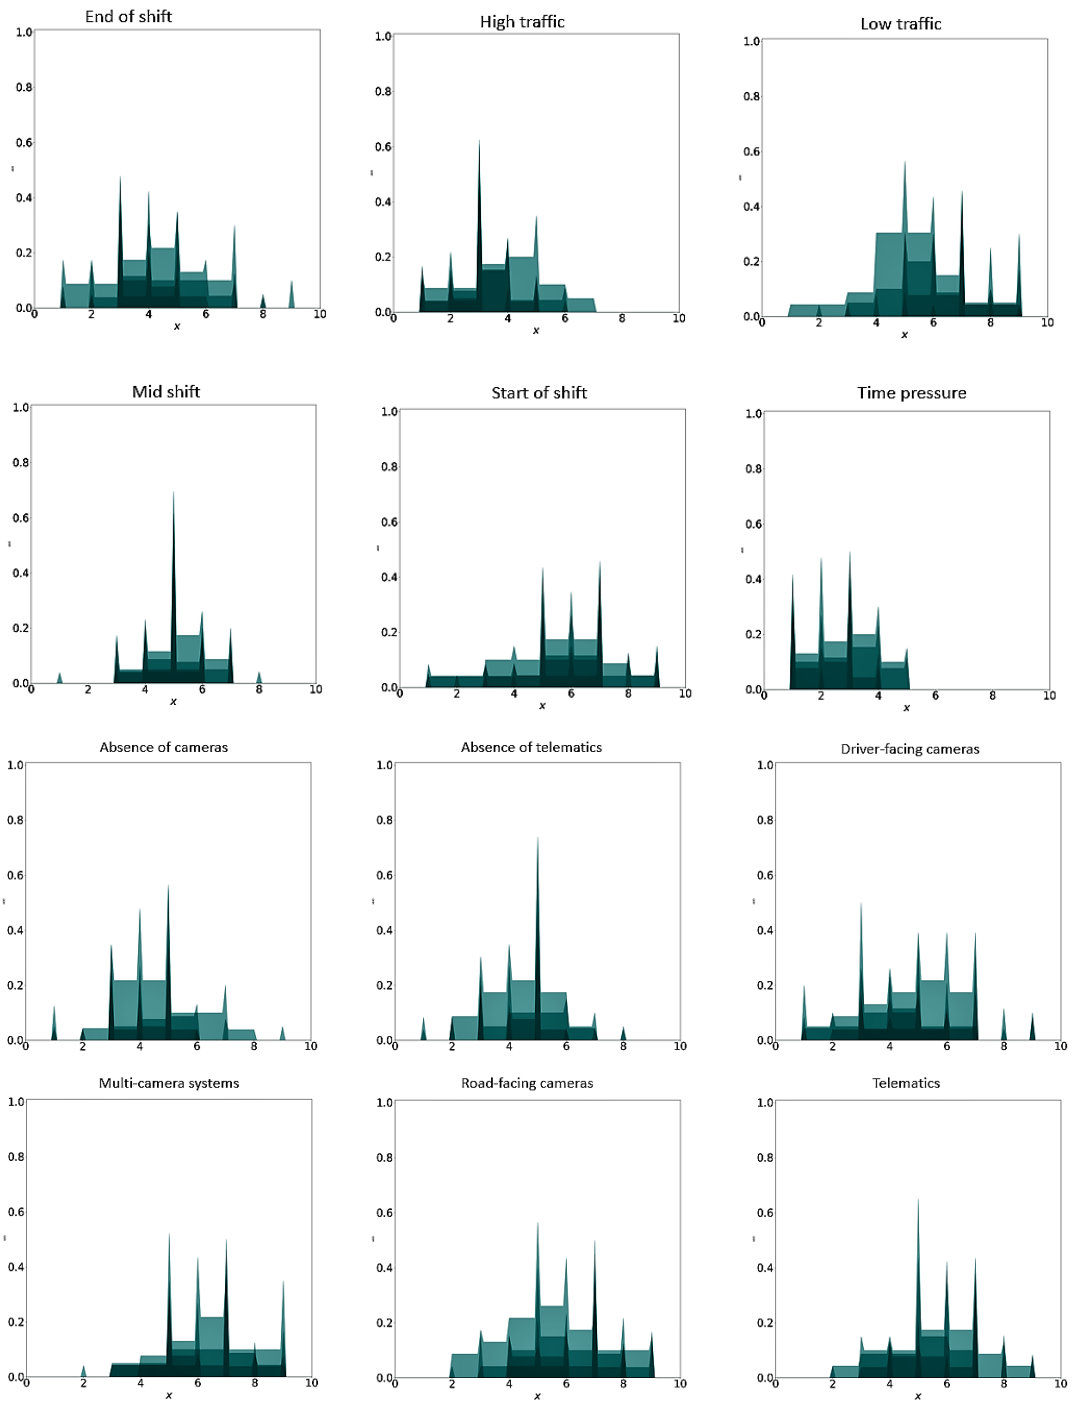 End of shift
High traffic
Low traffic
1.0
0.8
0.6
0.4
0.2
0.0
0 2 4 6 8 10
x
1.0
0.8
0.6
0.4
0.2
0.0
0 2 4 6 8 10
x
1.0
0.8
0.6
0.4
0.2
0.0
0 2 4 6 8 10
x
Mid shift
Start of shift
Time pressure
1.0
0.8
0.6
0.4
0.2
0.0
0 2 4 6 8 10
x
1.0
0.8
0.6
0.4
0.2
0.0
0 2 4 6 8 10
x
1.0
0.8
0.6
0.4
0.2
0.0
0 2 4 6 8 10
x
Absence of cameras
Absence of telematics
Driver-facing cameras
1.0
0.8
0.6
0.4
0.2
0.0
0 2 4 6 8 10
x
1.0
0.8
0.6
0.4
0.2
0.0
0 2 4 6 8 10
x
1.0
0.8
0.6
0.4
0.2
0.0
0 2 4 6 8 10
x
Multi-camera systems
Road-facing cameras
Telematics
1.0
0.8
0.6
0.4
0.2
0.0
0 2 4 6 8 10
x
1.0
0.8
0.6
0.4
0.2
0.0
0 2 4 6 8 10
x
1.0
0.8
0.6
0.4
0.2
0.0
0 2 4 6 8 10
x